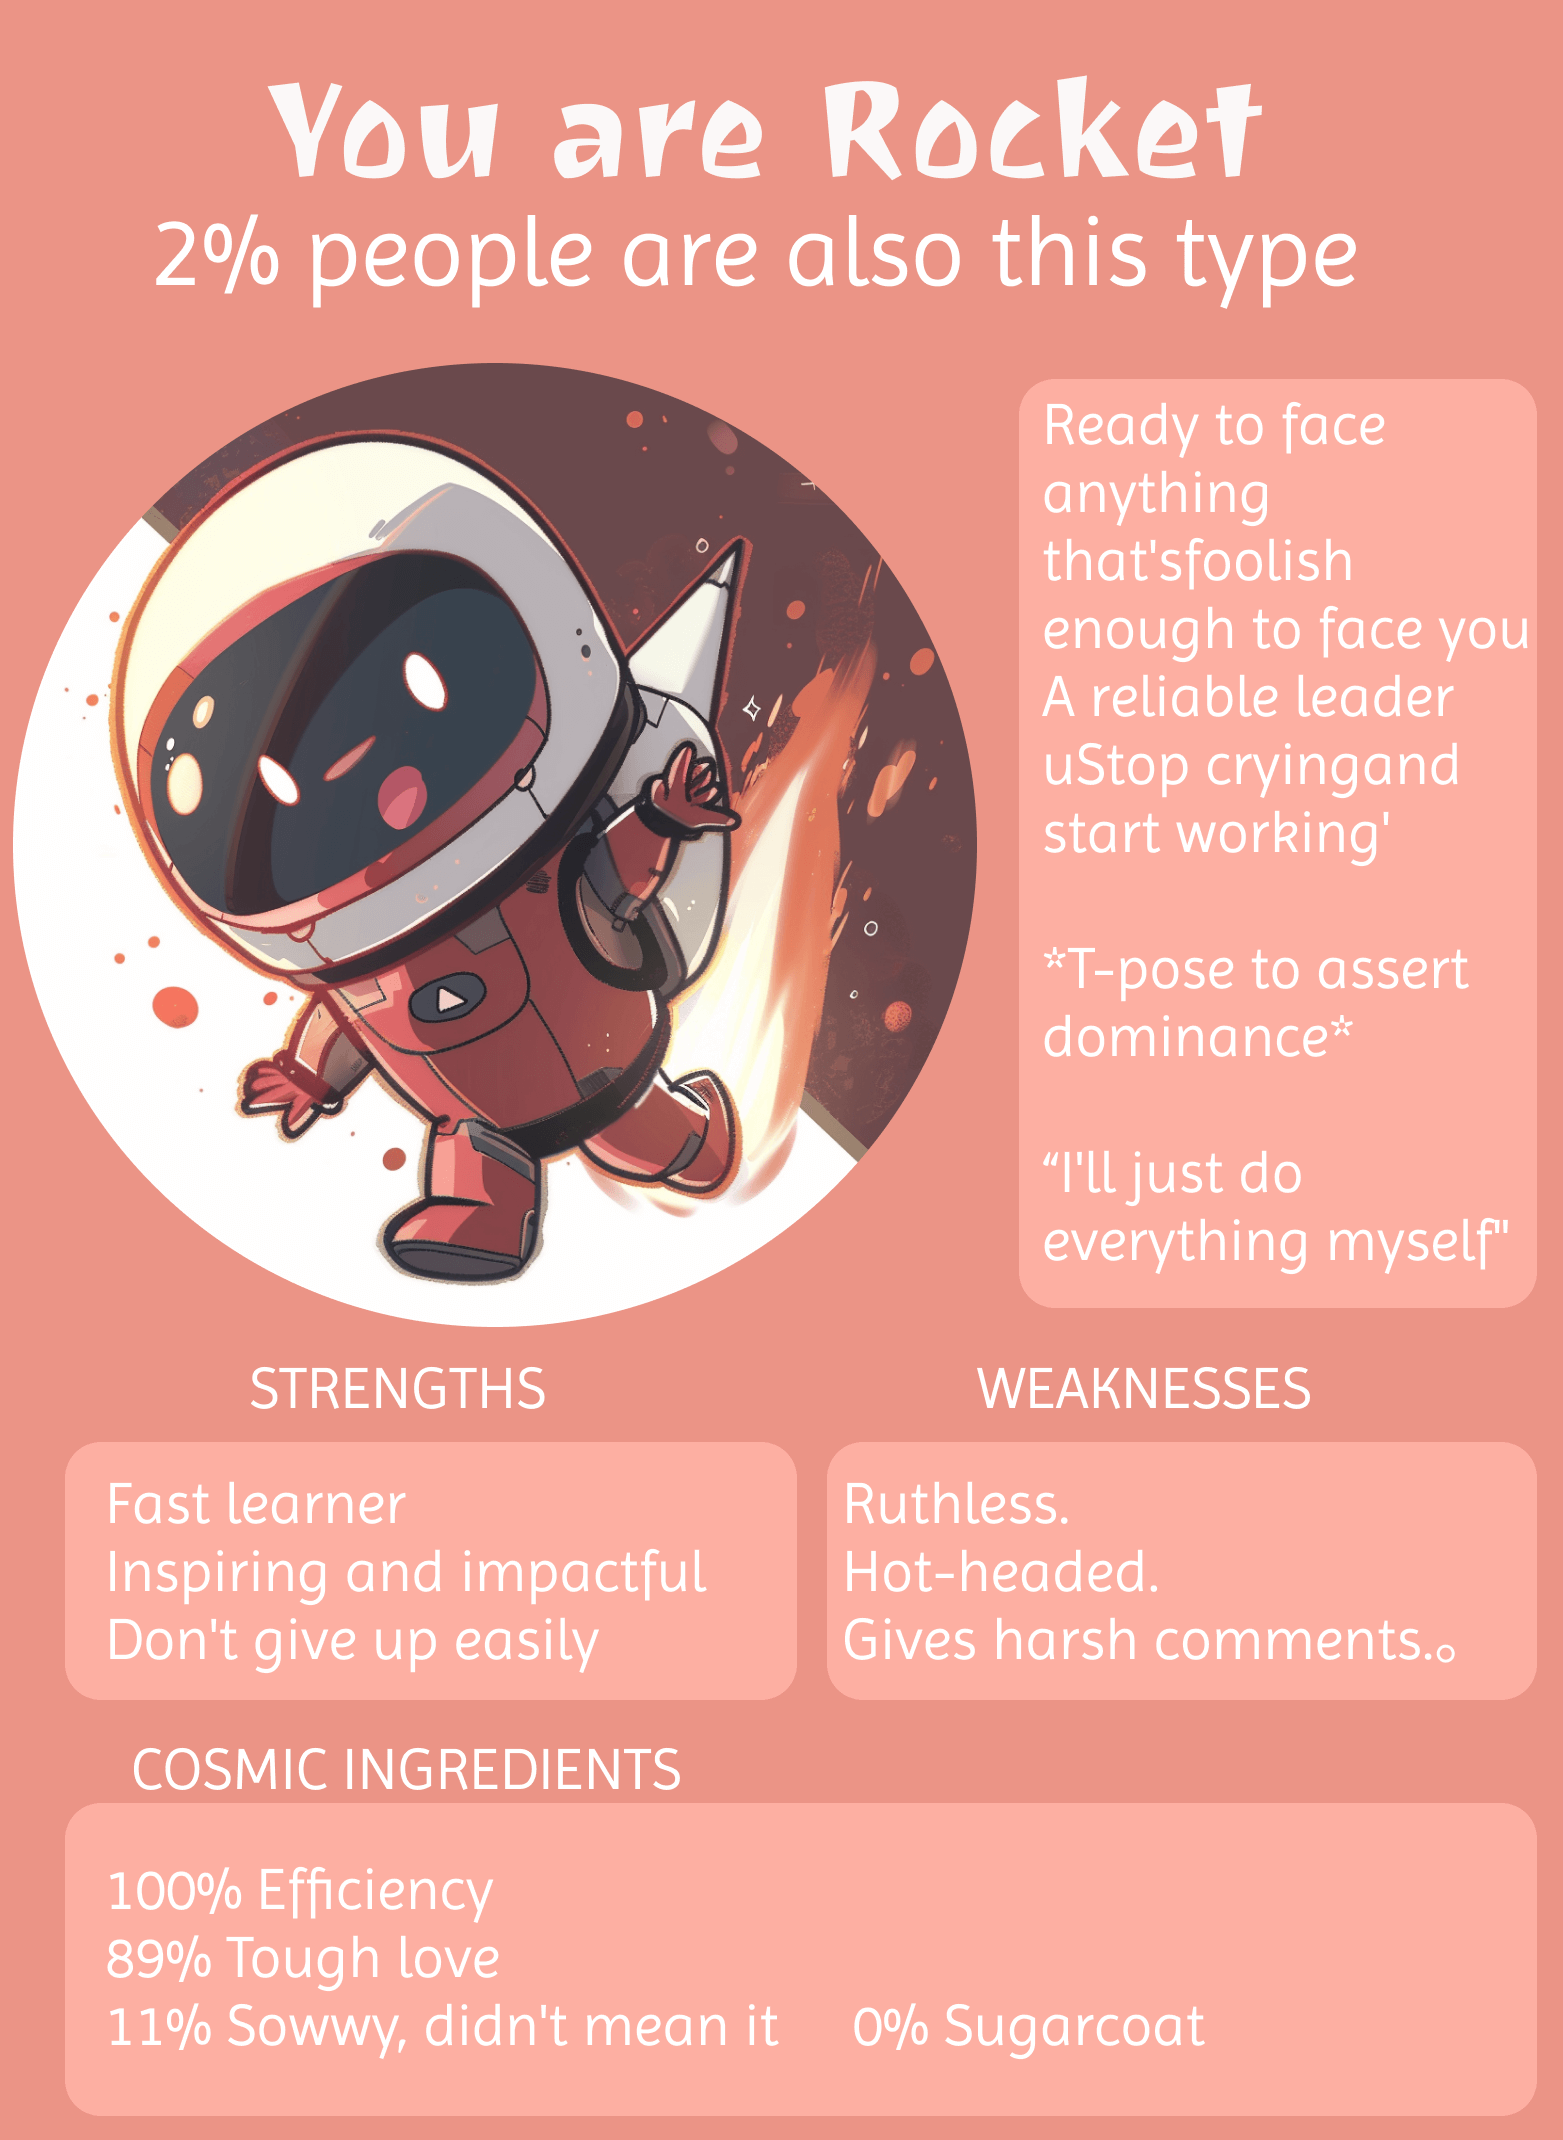 You are Rocket
2% people are also this type
Ready to face
anything
that'sfoolish
enough to face you
A reliable leader
uStop cryingand
start working'
*T-pose to assert
dominance*
“I'll just do
everything myself"
STRENGTHS
Fast learner
Inspiring and impactful
Don't give up easily
WEAKNESSES
Ruthless.
Hot-headed.
Gives harsh comments.。
COSMIC INGREDIENTS
100% Efficiency
89% Tough love
11% Sowwy, didn't mean it 0% Sugarcoat